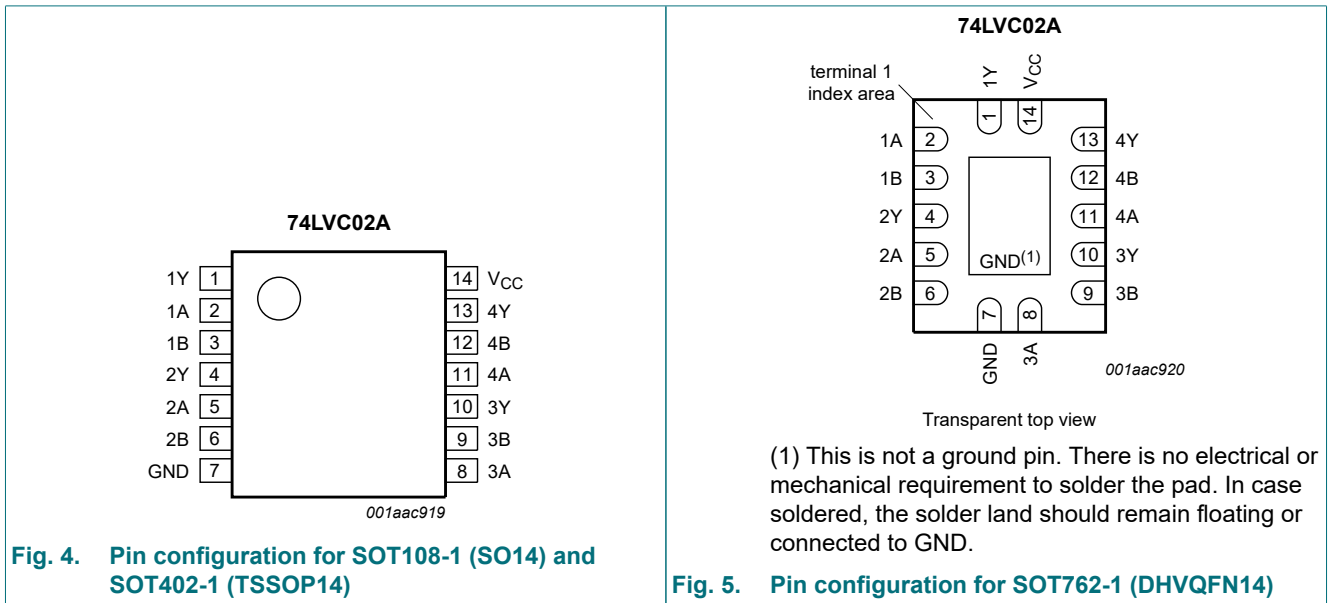 74LVC02A
1Y 1
1A 2
1B 3
2Y 4
2A 5
2B 6
GND 7
14 VCC
13 4Y
12 4B
11 4A
10 3Y
9 3B
8 3A
001aac919
Fig. 4. Pin configuration for SOT108-1 (SO14) and
SOT402-1 (TSSOP14)
74LVC02A
terminal 1
index area
1Y
VCC
1
14
1A 2
1B 3
2Y 4
2A 5
2B 6
13 4Y
12 4B
11 4A
10 3Y
9 3B
GND(1)
7
8
GND
3A
001aac920
Transparent top view
(1) This is not a ground pin. There is no electrical or
mechanical requirement to solder the pad. In case
soldered, the solder land should remain floating or
connected to GND.
Fig. 5. Pin configuration for SOT762-1 (DHVQFN14)